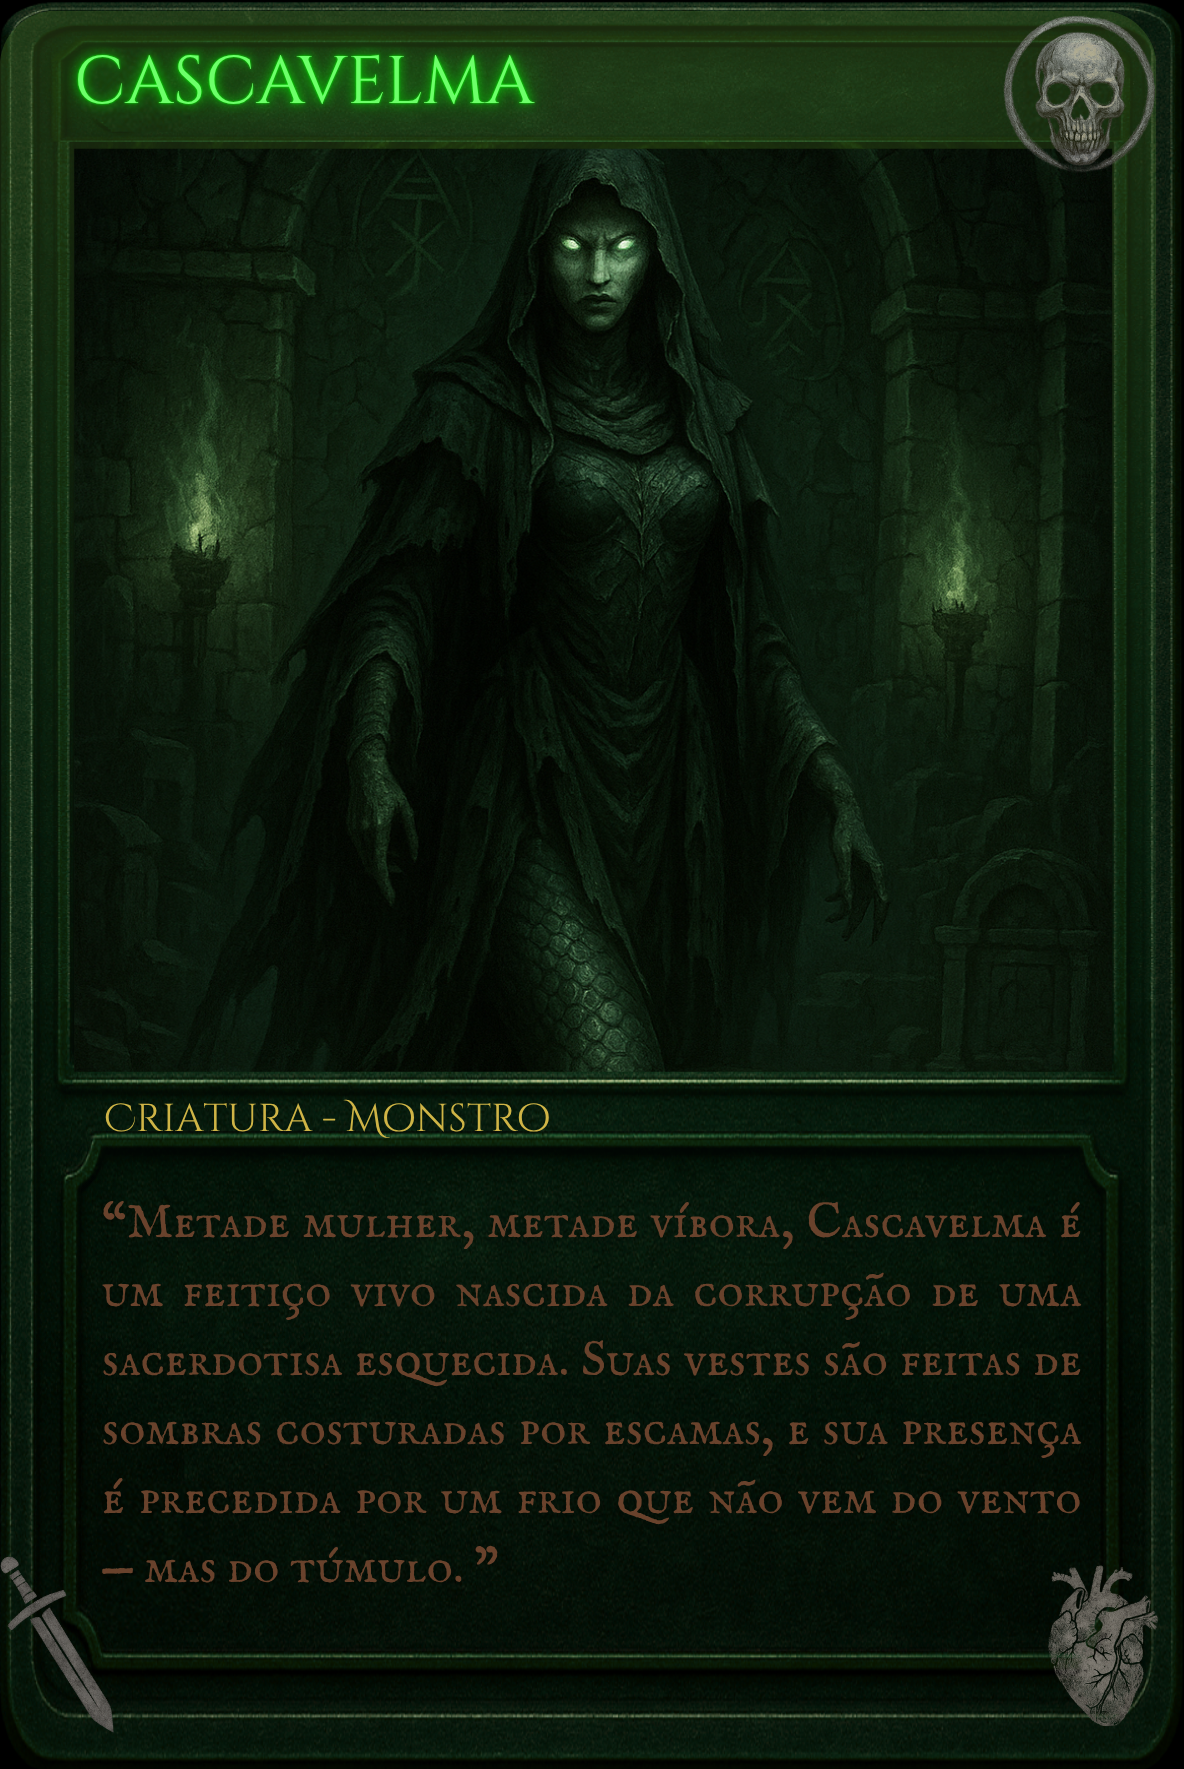 CASCAVELMA
Criatura - Monstro
“Metade mulher, metade víbora, Cascavelma é
um feitiço vivo nascida da corrupção de uma
sacerdotisa esquecida. Suas vestes são feitas de
sombras costuradas por escamas, e sua presença
é precedida por um frio que não vem do vento
— mas do túmulo. ”